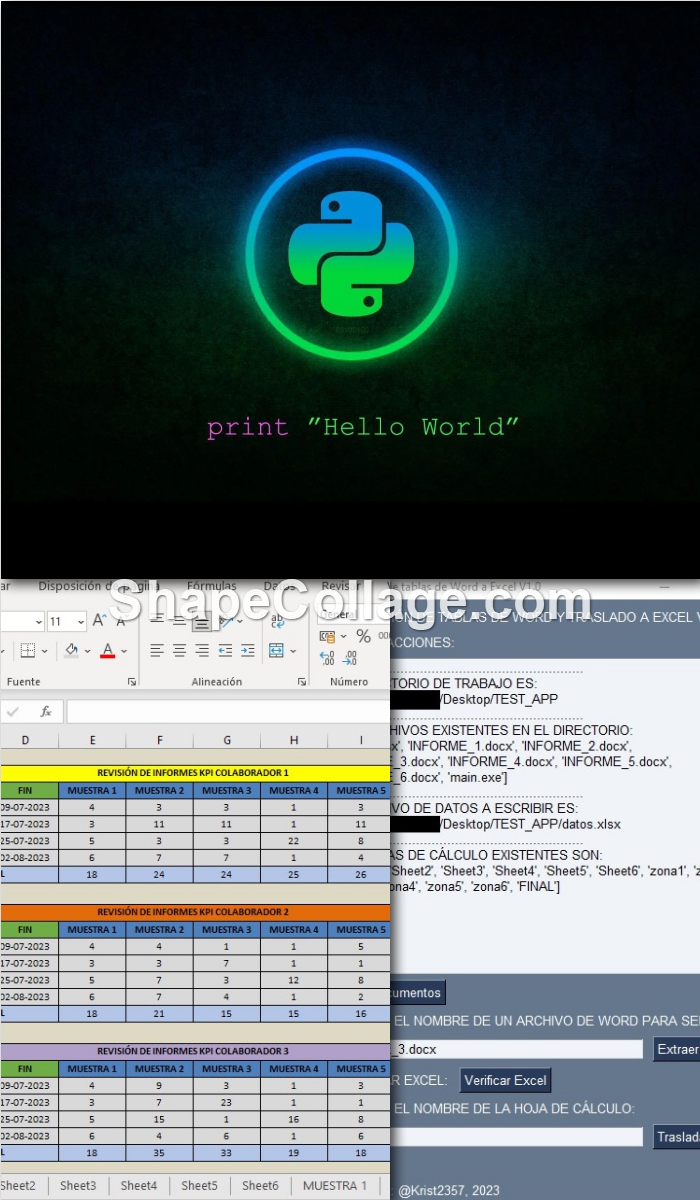 print ”Hello World”
ShapeCollage.com
ar Disposición de página Fórmulas Datos Revisar
11
General
%
Fuente
Alineación
Número
fx
D E F G H I
REVISIÓN DE INFORMES KPI COLABORADOR 1
FIN MUESTRA 1 MUESTRA 2 MUESTRA 3 MUESTRA 4 MUESTRA 5
09-07-2023 4 3 3 1 3
17-07-2023 3 11 11 1 11
25-07-2023 5 3 3 22 8
02-08-2023 6 7 7 1 4
L 18 24 24 25 26
REVISIÓN DE INFORMES KPI COLABORADOR 2
FIN MUESTRA 1 MUESTRA 2 MUESTRA 3 MUESTRA 4 MUESTRA 5
09-07-2023 4 4 1 1 5
17-07-2023 3 3 7 1 1
25-07-2023 5 7 3 12 8
02-08-2023 6 7 4 1 2
L 18 21 15 15 16
REVISIÓN DE INFORMES KPI COLABORADOR 3
FIN MUESTRA 1 MUESTRA 2 MUESTRA 3 MUESTRA 4 MUESTRA 5
09-07-2023 4 9 3 1 3
17-07-2023 3 7 23 1 1
25-07-2023 5 15 1 16 8
02-08-2023 6 4 6 1 6
L 18 35 33 19 18
Sheet2 Sheet3 Sheet4 Sheet5 Sheet6 MUESTRA 1
de tablas de Word a Excel V1.0
DE TABLAS DE WORD Y TRASLADO A EXCEL V
ACCIONES:
TORIO DE TRABAJO ES:
/Desktop/TEST_APP
HIVOS EXISTENTES EN EL DIRECTORIO:
x', 'INFORME_1.docx', 'INFORME_2.docx',
E_3.docx', 'INFORME_4.docx', 'INFORME_5.docx',
E_6.docx', 'main.exe']
VO DE DATOS A ESCRIBIR ES:
/Desktop/TEST_APP/datos.xlsx
AS DE CÁLCULO EXISTENTES SON:
'Sheet2', 'Sheet3', 'Sheet4', 'Sheet5', 'Sheet6', 'zona1', 'z
ona4', 'zona5', 'zona6', 'FINAL']
umentos
EL NOMBRE DE UN ARCHIVO DE WORD PARA SE
_3.docx
Extraer
R EXCEL: Verificar Excel
EL NOMBRE DE LA HOJA DE CÁLCULO:
Traslad
: @Krist2357, 2023